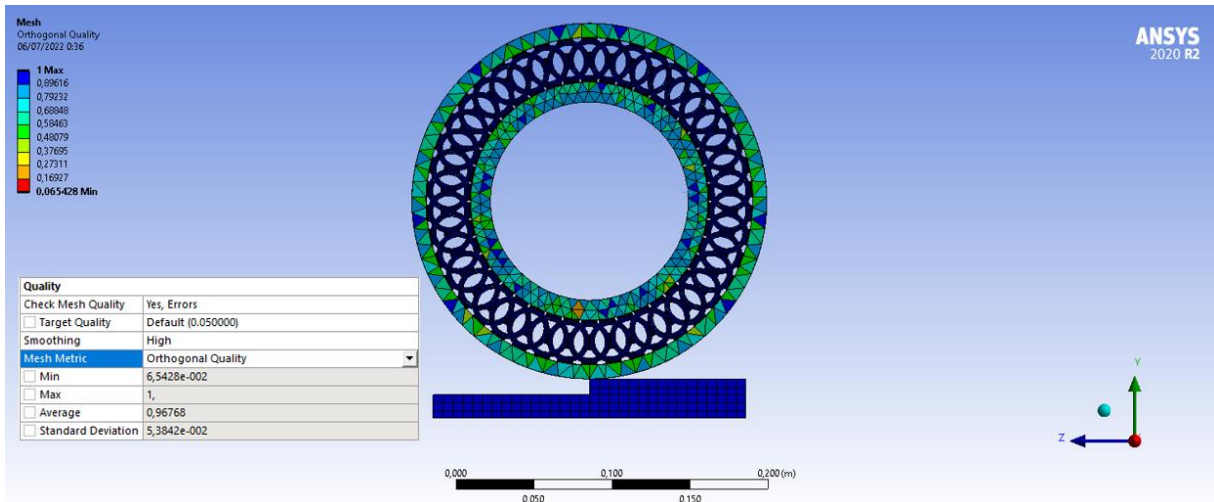 Mesh
Orthogonal Quality
06/07/2022 0:36
1 Max
0,89616
0,79232
0,68848
0,58463
0,48079
0,37695
0,27311
0,16927
0,065428 Min
ANSYS
2020 R2
Quality
Check Mesh Quality Yes, Errors
Target Quality Default (0.050000)
Smoothing High
Mesh Metric Orthogonal Quality
Min 6,5428e-002
Max 1,
Average 0,96768
Standard Deviation 5,3842e-002
Y
Z
0,000 0,100 0,200 (m)
0,050 0,150